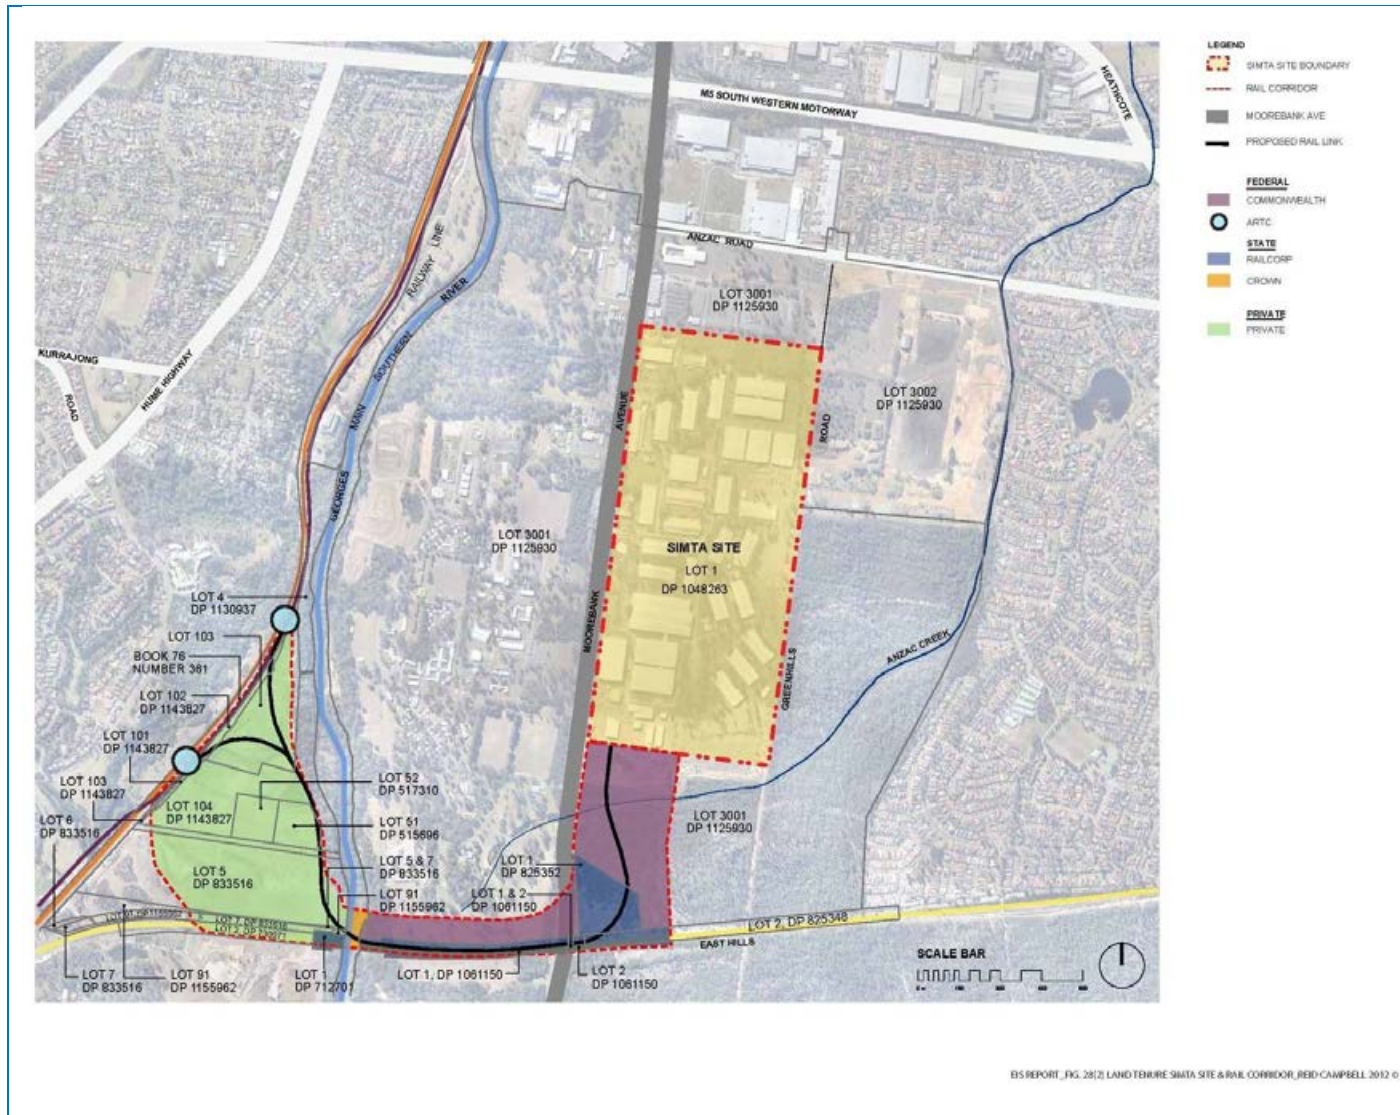 LEGEND
SIMTA SITE BOUNDARY
RAIL CORRIDOR
MOOREBANK AVE
PROPOSED RAIL LINK
FEDERAL
COMMONWEALTH
ARTC
STATE
RAILCORP
CROWN
PRIVATE
PRIVATE
M5 SOUTH WESTERN MOTORWAY
HEATHCOTE
ANZAC ROAD
RAILWAY LINE
RIVER
SOUTHERN
MAIN
GEORGES
KURRAJONG
ROAD
HUME HIGHWAY
LOT 3001
DP 1125930
LOT 3002
DP 1125930
AVENUE
ROAD
LOT 3001
DP 1125930
SIMTA SITE
LOT 1
DP 1048263
MOOREBANK
GREENHILLS
ANZAC CREEK
LOT 4
DP 1130937
LOT 103
BOOK 76
NUMBER 361
LOT 102
DP 1143827
LOT 101
DP 1143827
LOT 103
DP 1143827
LOT 104
DP 1143827
LOT 6
DP 833516
LOT 52
DP 517310
LOT 51
DP 515696
LOT 5
DP 833516
LOT 5 & 7
DP 833516
LOT 91
DP 1155962
LOT 1
DP 825352
LOT 1 & 2
DP 1061150
LOT 3001
DP 1125930
LOT 2, DP 825348
EAST HILLS
LOT 7
DP 833516
LOT 91
DP 1155962
LOT 1
DP 712701
LOT 1, DP 1061150
LOT 2
DP 1061150
SCALE BAR
EIS REPORT_FIG. 28(2) LAND TENURE SIMTA SITE & RAIL CORRIDOR_REID CAMPBELL 2012 ©